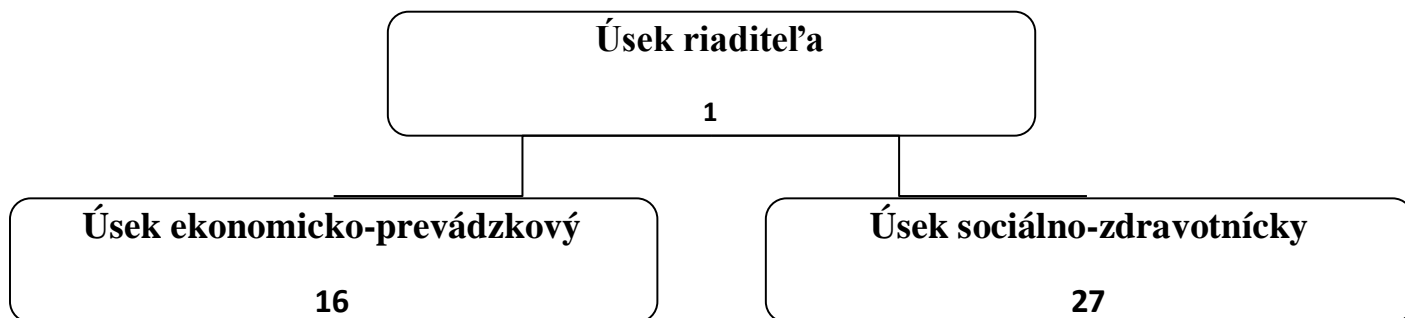 Úsek riaditeľa
1
Úsek ekonomicko-prevádzkový
16
Úsek sociálno-zdravotnícky
27